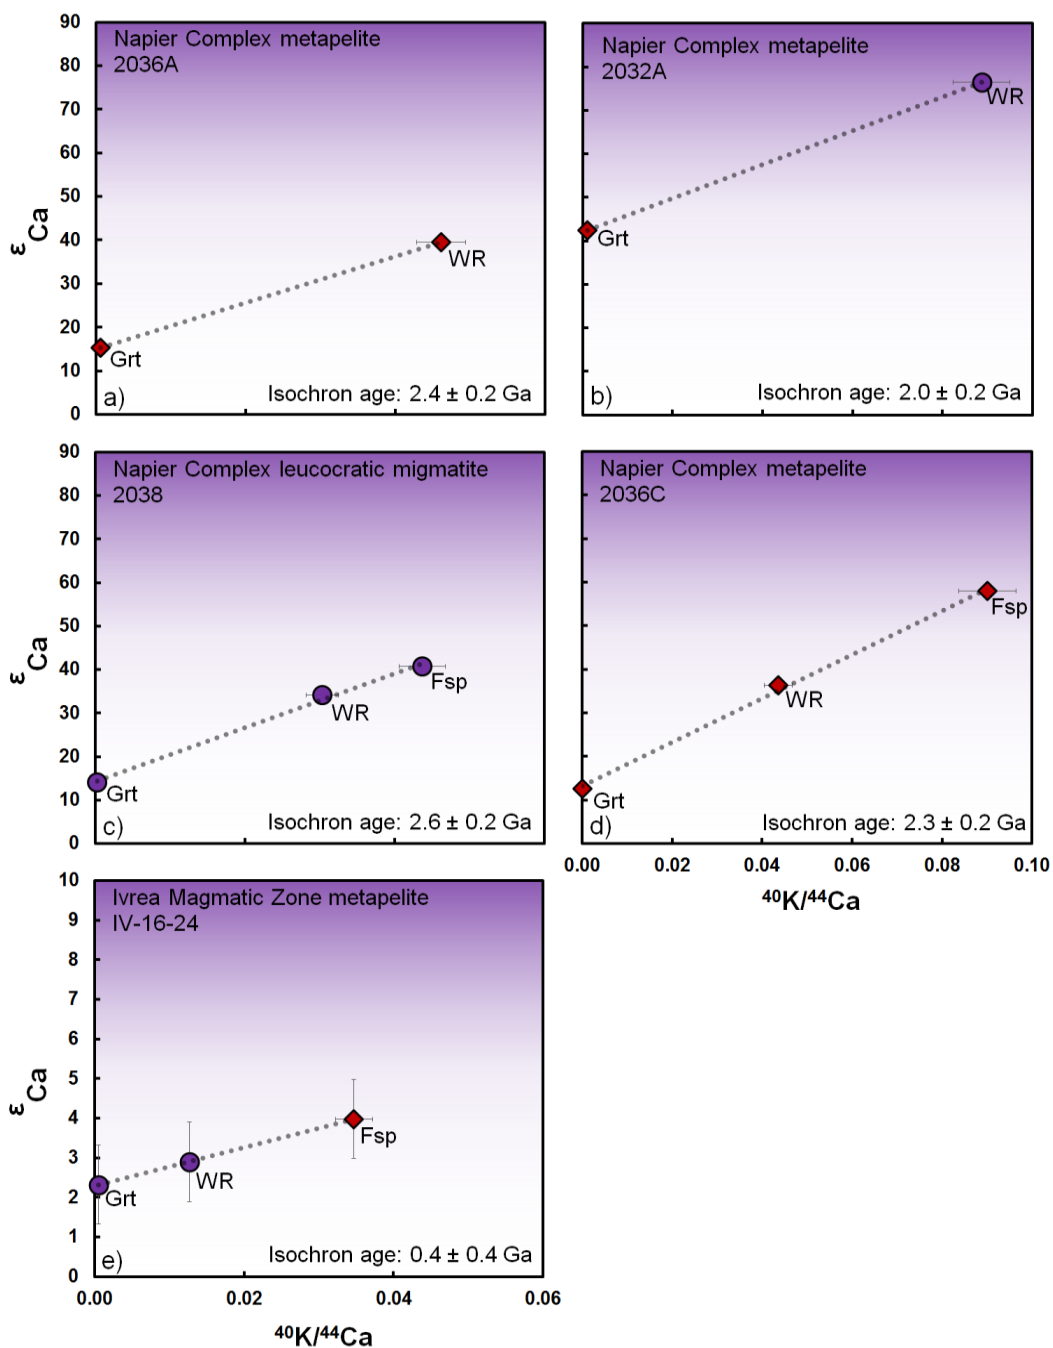 Napier Complex metapelite
2036A
90
80
70
60
50
40
30
20
10
0
εCa
Grt
WR
a)
Isochron age: 2.4 ± 0.2 Ga
Napier Complex metapelite
2032A
WR
Grt
b)
Isochron age: 2.0 ± 0.2 Ga
Napier Complex leucocratic migmatite
2038
90
80
70
60
50
40
30
20
10
0
εCa
Grt
WR
Fsp
c)
Isochron age: 2.6 ± 0.2 Ga
Napier Complex metapelite
2036C
Fsp
WR
Grt
d)
Isochron age: 2.3 ± 0.2 Ga
0.00 0.02 0.04 0.06 0.08 0.10
⁴⁰K/⁴⁴Ca
Ivrea Magmatic Zone metapelite
IV-16-24
10
9
8
7
6
5
4
3
2
1
0
εCa
Grt
WR
Fsp
e)
Isochron age: 0.4 ± 0.4 Ga
0.00 0.02 0.04 0.06
⁴⁰K/⁴⁴Ca